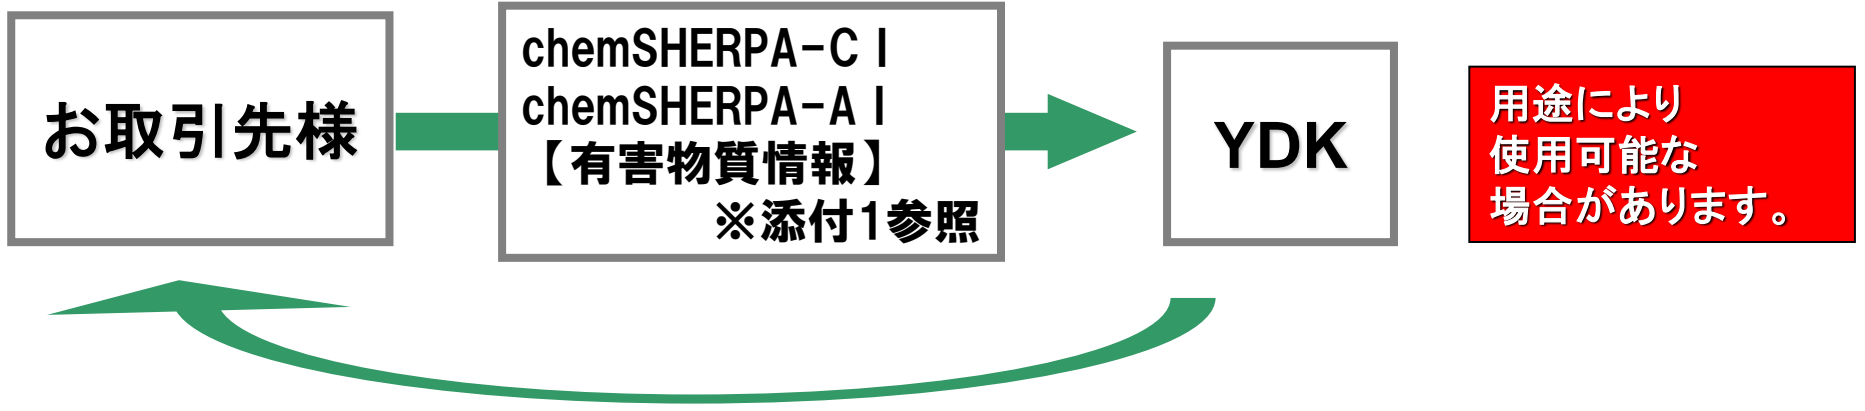 お取引先様
chemSHERPA-CI
chemSHERPA-AI
【有害物質情報】
※添付1参照
YDK
用途により
使用可能な
場合があります。